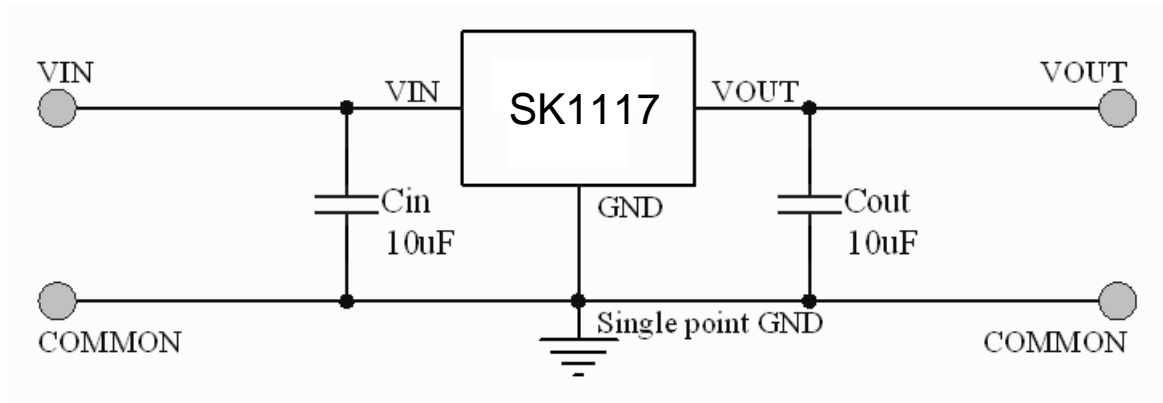 VIN
VOUT
VIN
SK1117
VOUT
Cin
10uF
GND
Cout
10uF
Single point GND
COMMON
COMMON